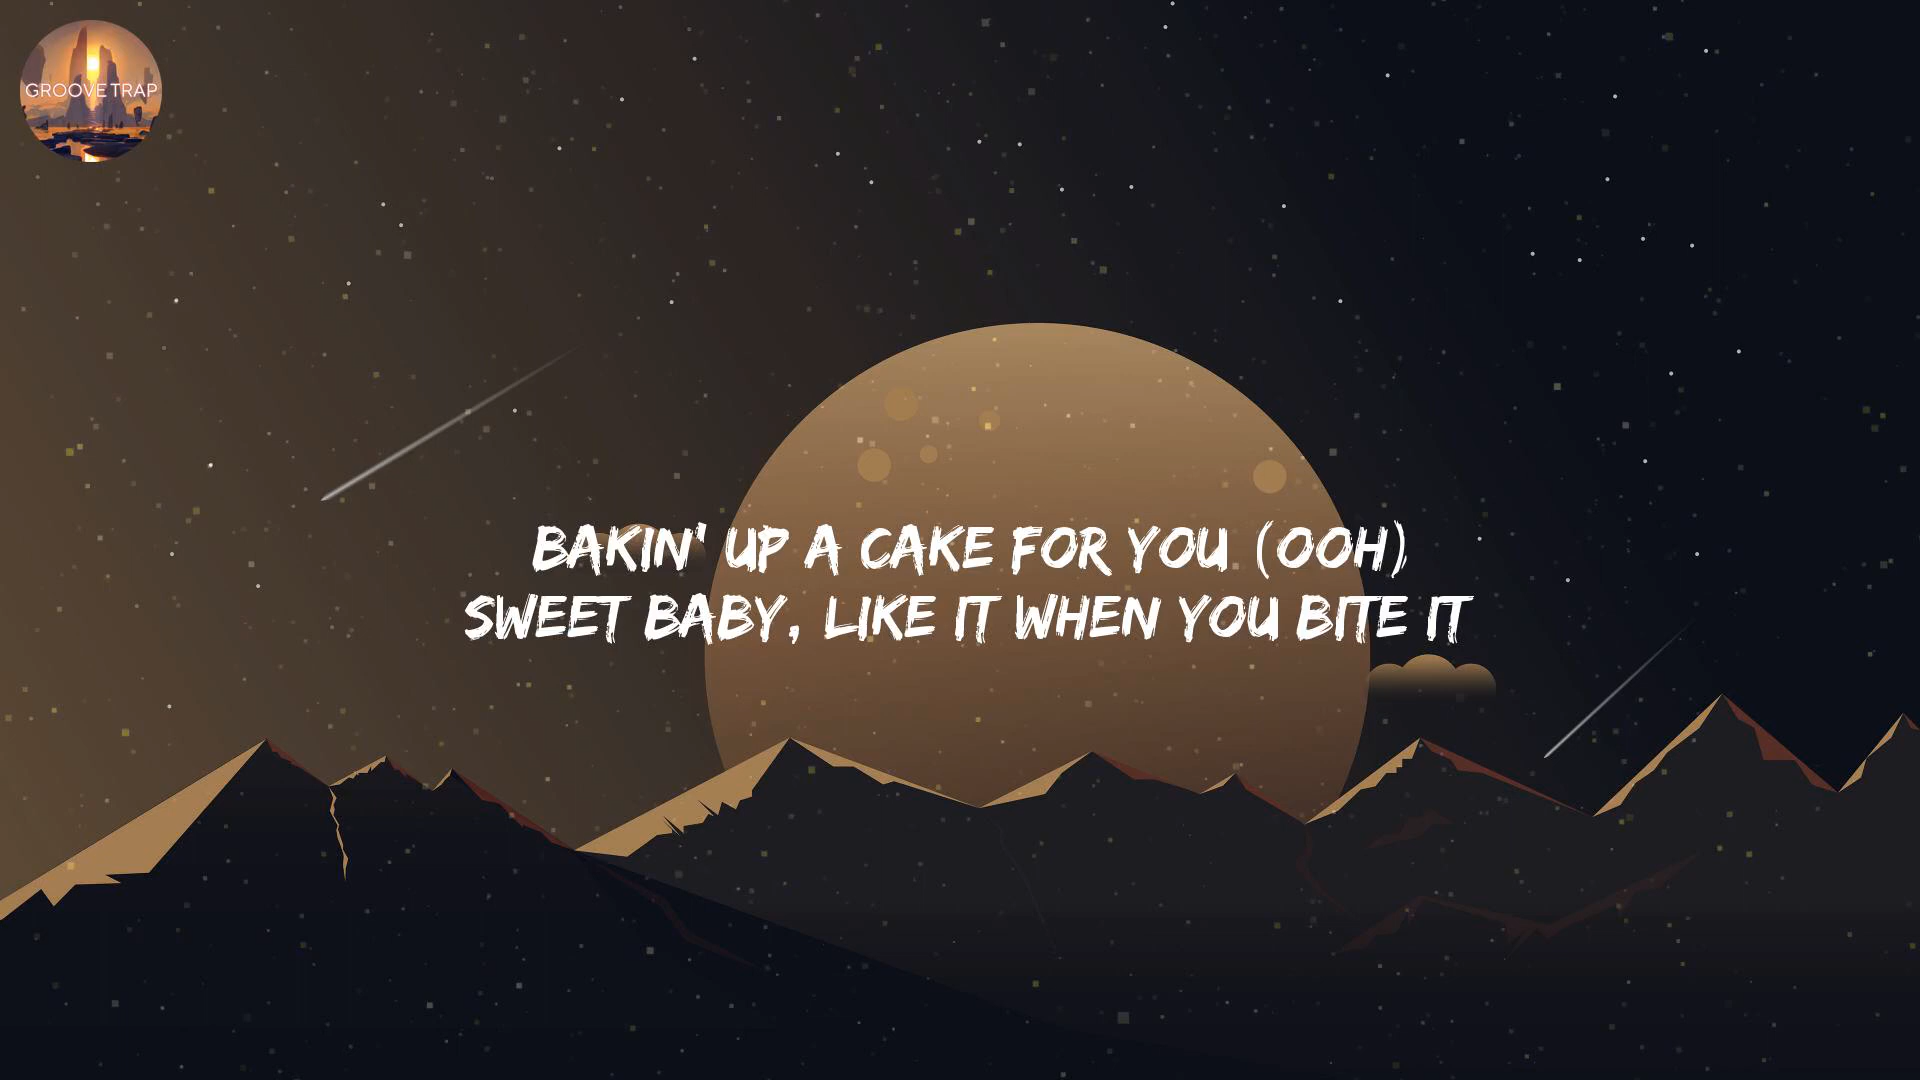 GROOVE TRAP
BAKIN' UP A CAKE FOR YOU (OOH)
SWEET BABY, LIKE IT WHEN YOU BITE IT